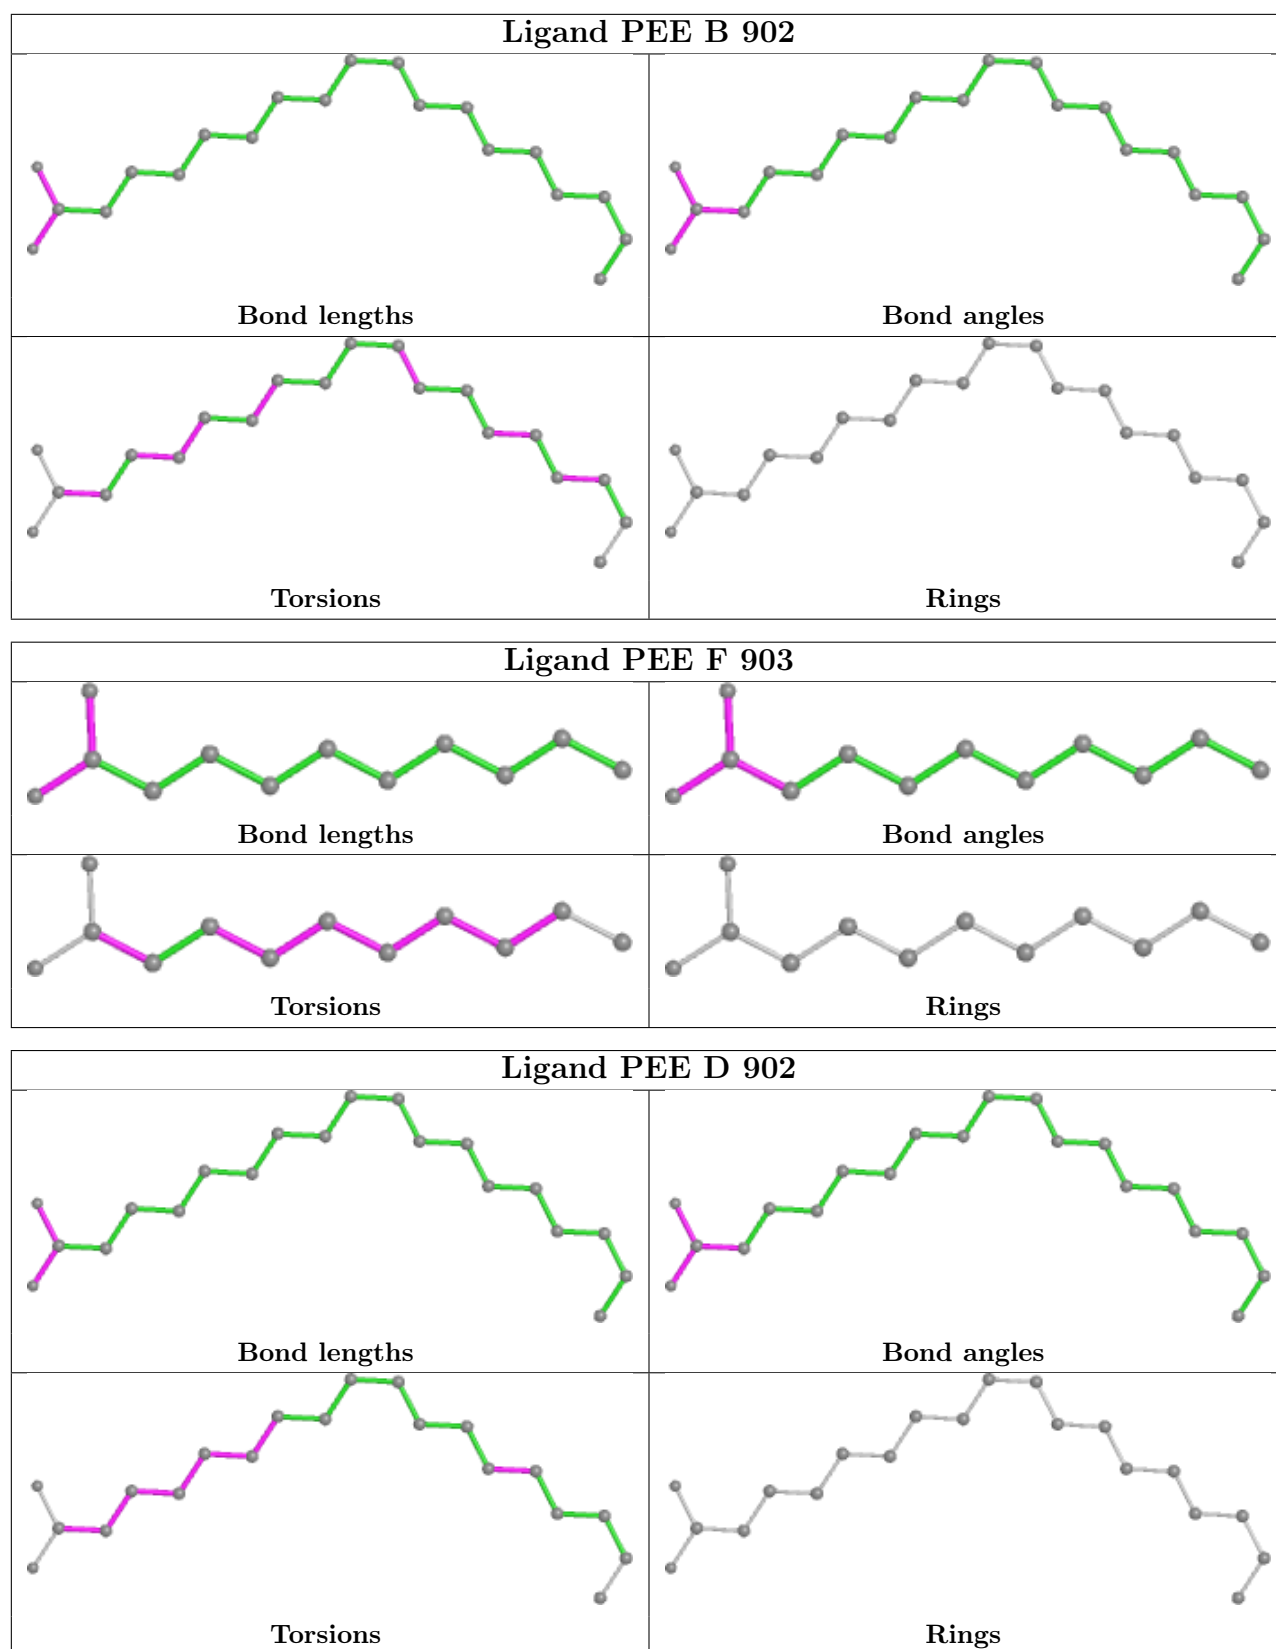 Ligand PEE B 902
Bond lengths
Bond angles
Torsions
Rings
Ligand PEE F 903
Bond lengths
Bond angles
Torsions
Rings
Ligand PEE D 902
Bond lengths
Bond angles
Torsions
Rings